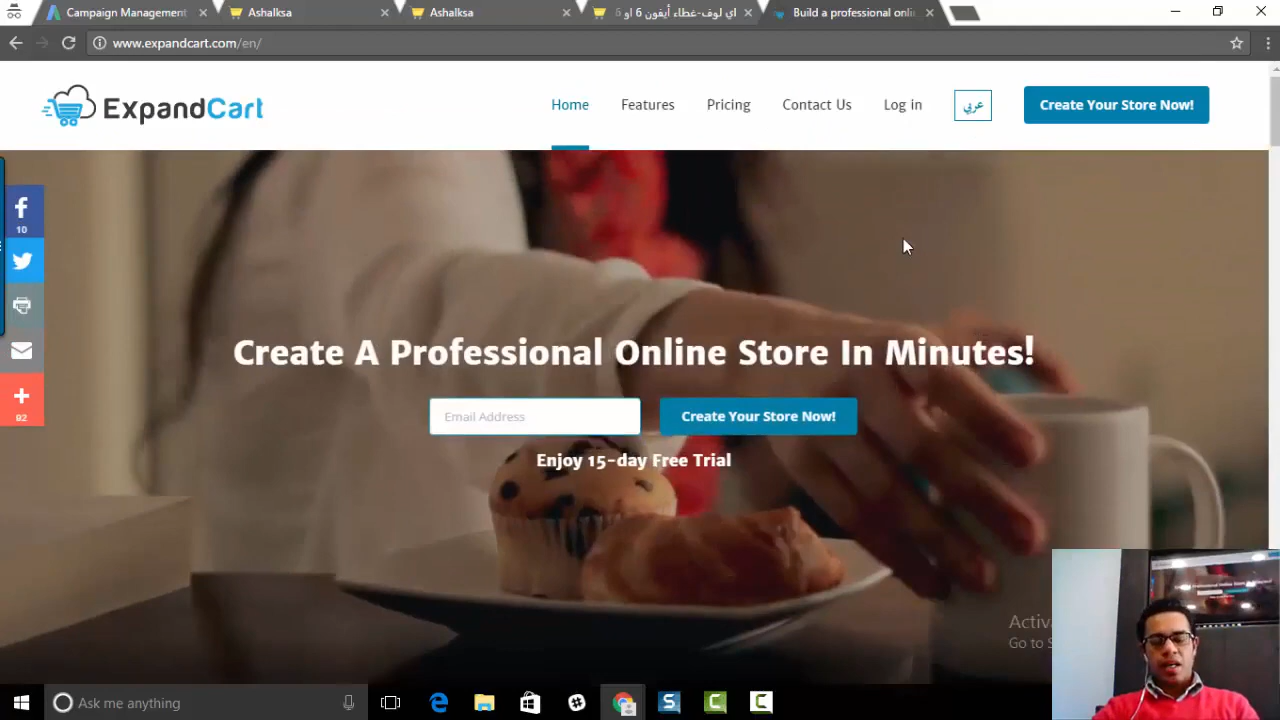 Campaign Management
Ashalksa
Ashalksa
اي لوف-غطاء أيفون 6 او 6
Build a professional onli
www.expandcart.com/en/
ExpandCart
Home
Features
Pricing
Contact Us
Log in
عربي
Create Your Store Now!
10
92
Create A Professional Online Store In Minutes!
Email Address
Create Your Store Now!
Enjoy 15-day Free Trial
Activ
Go to S
Ask me anything